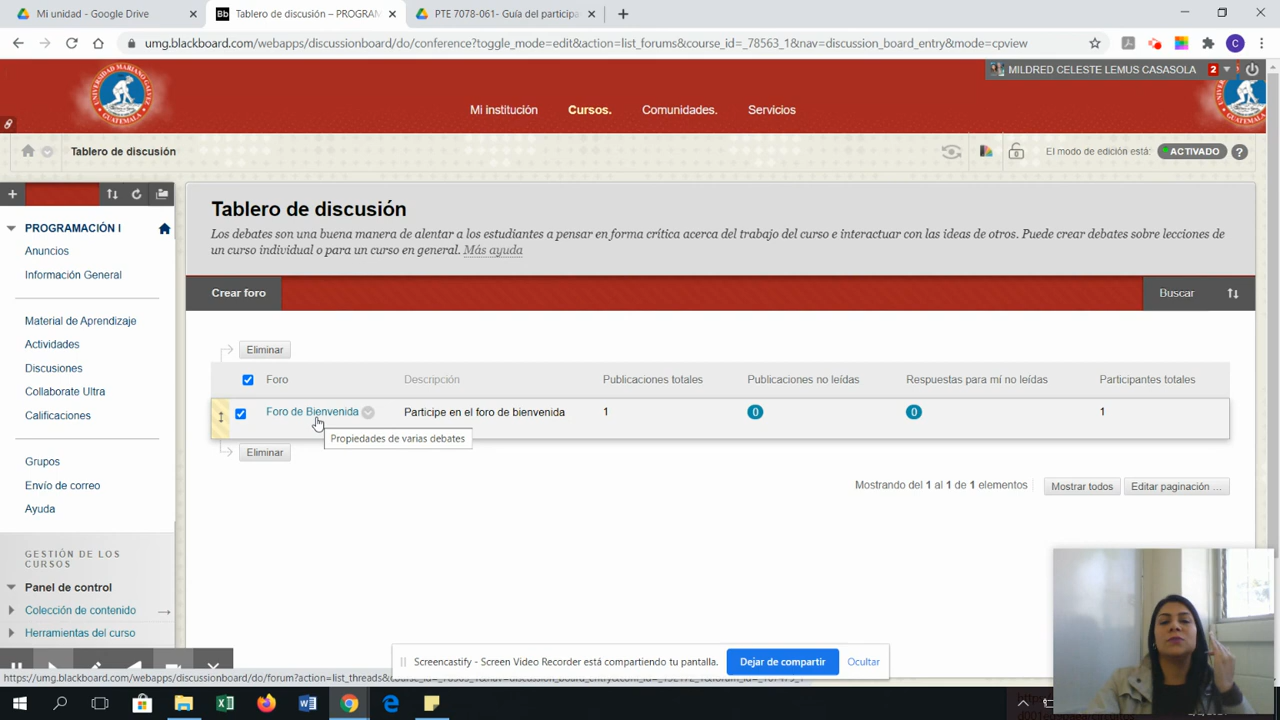 Mi unidad - Google Drive
Tablero de discusión – PROGRAM
PTE 7078-061- Guía del participa
umg.blackboard.com/webapps/discussionboard/do/conference?toggle_mode=edit&action=list_forums&course_id=_78563_1&nav=discussion_board_entry&mode=cpview
MILDRED CELESTE LEMUS CASASOLA 2
Mi institución Cursos. Comunidades. Servicios
Tablero de discusión
El modo de edición está: ACTIVADO ?
PROGRAMACIÓN I
Anuncios
Información General
Material de Aprendizaje
Actividades
Discusiones
Collaborate Ultra
Calificaciones
Grupos
Envío de correo
Ayuda
GESTIÓN DE LOS
CURSOS
Panel de control
Colección de contenido
Herramientas del curso
Tablero de discusión
Los debates son una buena manera de alentar a los estudiantes a pensar en forma crítica acerca del trabajo del curso e interactuar con las ideas de otros. Puede crear debates sobre lecciones de
un curso individual o para un curso en general. Más ayuda
Crear foro Buscar
Eliminar
Foro Descripción Publicaciones totales Publicaciones no leídas Respuestas para mí no leídas Participantes totales
Foro de Bienvenida Participe en el foro de bienvenida 1 0 0 1
Propiedades de varias debates
Eliminar
Mostrando del 1 al 1 de 1 elementos Mostrar todos Editar paginación ...
Screencastify - Screen Video Recorder está compartiendo tu pantalla. Dejar de compartir Ocultar